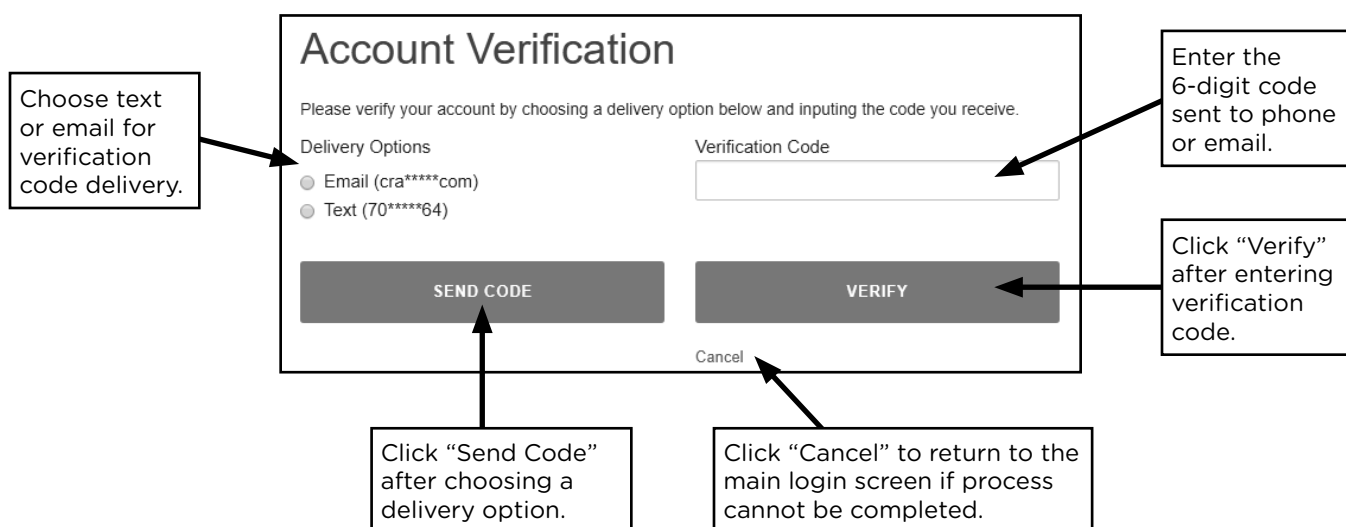 Account Verification
Please verify your account by choosing a delivery option below and inputing the code you receive.
Delivery Options
Email (cra*****com)
Text (70*****64)
Verification Code
SEND CODE
VERIFY
Cancel
Choose text
or email for
verification
code delivery.
Enter the
6-digit code
sent to phone
or email.
Click “Verify”
after entering
verification
code.
Click “Send Code”
after choosing a
delivery option.
Click “Cancel” to return to the
main login screen if process
cannot be completed.